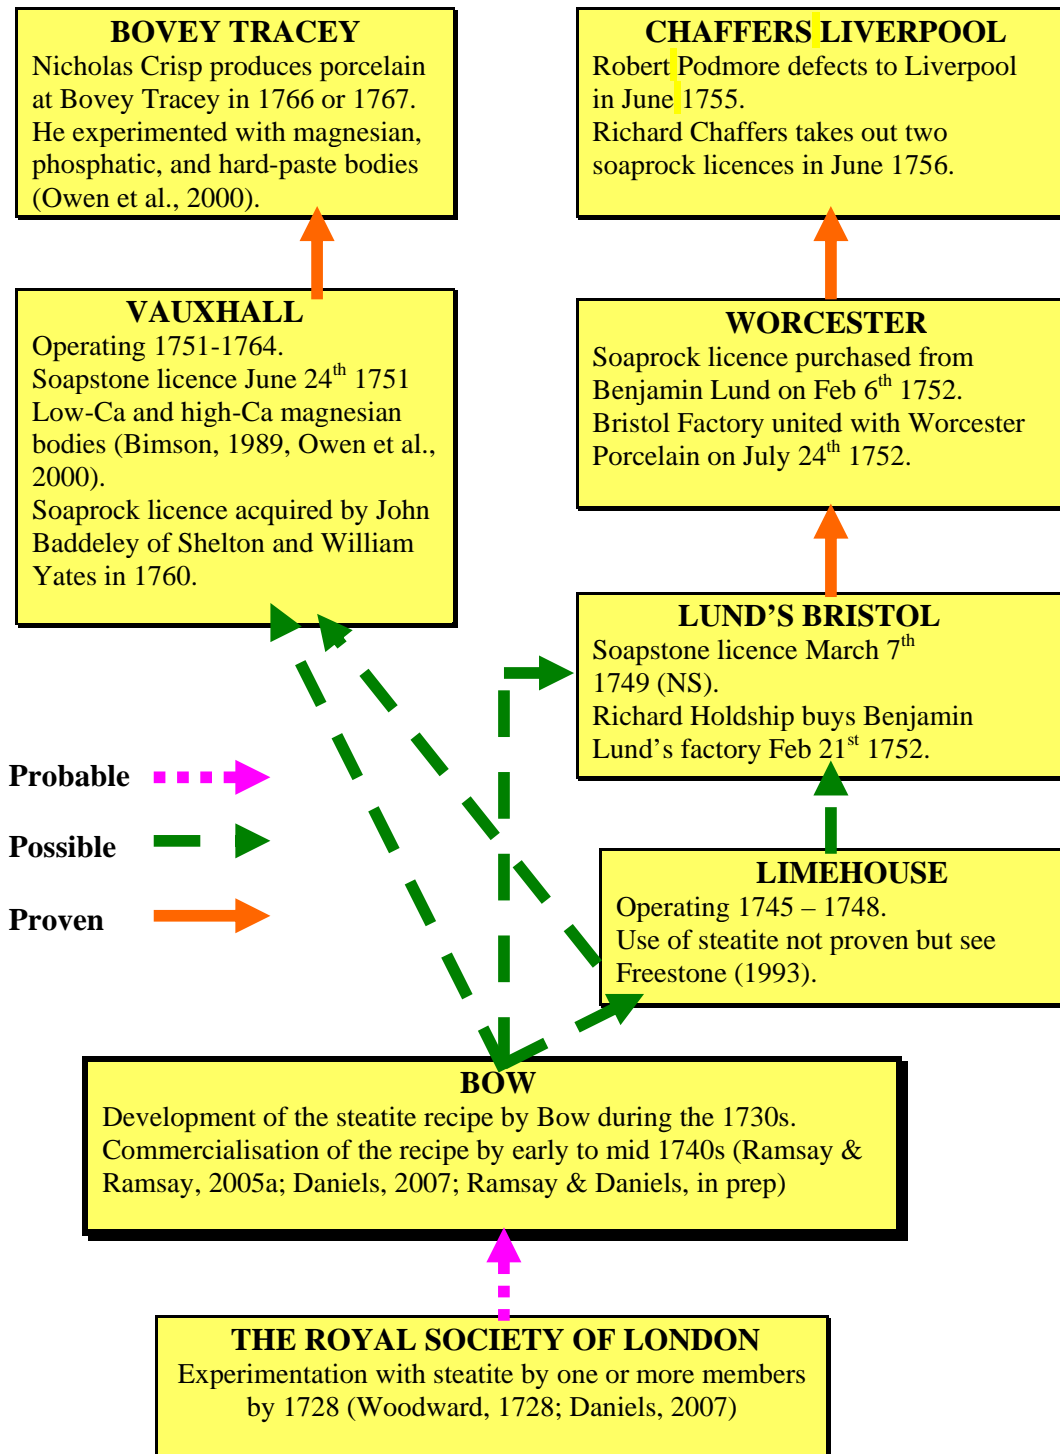 BOVEY TRACEY
Nicholas Crisp produces porcelain
at Bovey Tracey in 1766 or 1767.
He experimented with magnesian,
phosphatic, and hard-paste bodies
(Owen et al., 2000).
CHAFFERS LIVERPOOL
Robert Podmore defects to Liverpool
in June 1755.
Richard Chaffers takes out two
soaprock licences in June 1756.
VAUXHALL
Operating 1751-1764.
Soapstone licence June 24th 1751
Low-Ca and high-Ca magnesian
bodies (Bimson, 1989, Owen et al.,
2000).
Soaprock licence acquired by John
Baddeley of Shelton and William
Yates in 1760.
WORCESTER
Soaprock licence purchased from
Benjamin Lund on Feb 6th 1752.
Bristol Factory united with Worcester
Porcelain on July 24th 1752.
LUND'S BRISTOL
Soapstone licence March 7th
1749 (NS).
Richard Holdship buys Benjamin
Lund's factory Feb 21st 1752.
Probable
Possible
Proven
LIMEHOUSE
Operating 1745 – 1748.
Use of steatite not proven but see
Freestone (1993).
BOW
Development of the steatite recipe by Bow during the 1730s.
Commercialisation of the recipe by early to mid 1740s (Ramsay &
Ramsay, 2005a; Daniels, 2007; Ramsay & Daniels, in prep)
THE ROYAL SOCIETY OF LONDON
Experimentation with steatite by one or more members
by 1728 (Woodward, 1728; Daniels, 2007)